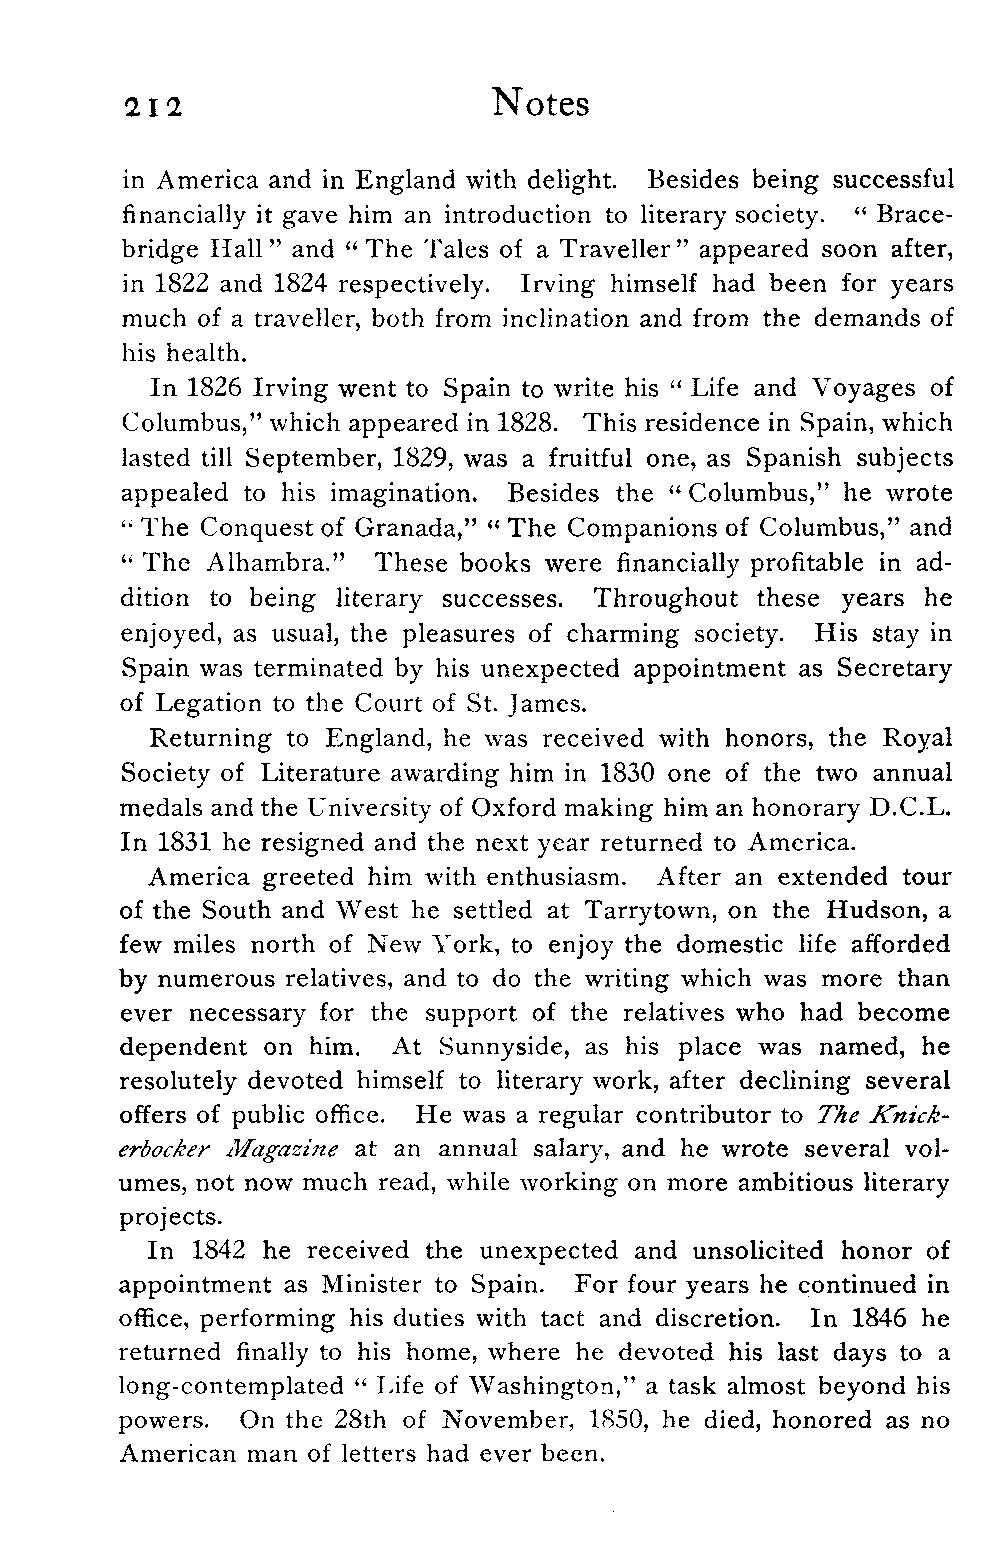 212 Notes
in America and in England with delight. Besides being successful
financially it gave him an introduction to literary society. “ Brace-
bridge Hall ” and “ The Tales of a Traveller ” appeared soon after,
in 1822 and 1824 respectively. Irving himself had been for years
much of a traveller, both from inclination and from the demands of
his health.
In 1826 Irving went to Spain to write his “ Life and Voyages of
Columbus,” which appeared in 1828. This residence in Spain, which
lasted till September, 1829, was a fruitful one, as Spanish subjects
appealed to his imagination. Besides the “ Columbus,” he wrote
“ The Conquest of Granada,” “ The Companions of Columbus,” and
“ The Alhambra.” These books were financially profitable in ad-
dition to being literary successes. Throughout these years he
enjoyed, as usual, the pleasures of charming society. His stay in
Spain was terminated by his unexpected appointment as Secretary
of Legation to the Court of St. James.
Returning to England, he was received with honors, the Royal
Society of Literature awarding him in 1830 one of the two annual
medals and the University of Oxford making him an honorary D.C.L.
In 1831 he resigned and the next year returned to America.
America greeted him with enthusiasm. After an extended tour
of the South and West he settled at Tarrytown, on the Hudson, a
few miles north of New York, to enjoy the domestic life afforded
by numerous relatives, and to do the writing which was more than
ever necessary for the support of the relatives who had become
dependent on him. At Sunnyside, as his place was named, he
resolutely devoted himself to literary work, after declining several
offers of public office. He was a regular contributor to The Knick-
erbocker Magazine at an annual salary, and he wrote several vol-
umes, not now much read, while working on more ambitious literary
projects.
In 1842 he received the unexpected and unsolicited honor of
appointment as Minister to Spain. For four years he continued in
office, performing his duties with tact and discretion. In 1846 he
returned finally to his home, where he devoted his last days to a
long-contemplated “ Life of Washington,” a task almost beyond his
powers. On the 28th of November, 1850, he died, honored as no
American man of letters had ever been.